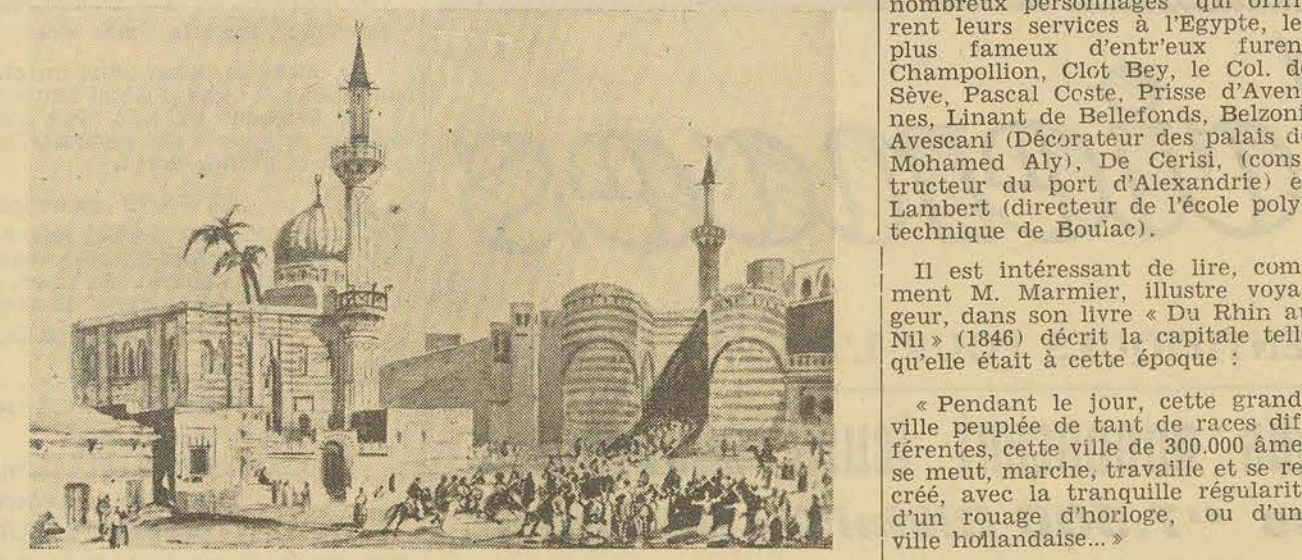 nombreux personnages qui offri-
rent leurs services à l'Egypte, le
plus fameux d'entr'eux furen
Champollion, Clot Bey, le Col. d
Sève, Pascal Coste, Prisse d'Aven
nes, Linant de Bellefonds, Belzoni
Avescani (Décorateur des palais d
Mohamed Aly), De Cerisi, (cons
tructeur du port d'Alexandrie) e
Lambert (directeur de l'école poly
technique de Boulac).
Il est intéressant de lire, com
ment M. Marmier, illustre voya
geur, dans son livre « Du Rhin au
Nil » (1846) décrit la capitale tell
qu'elle était à cette époque :
« Pendant le jour, cette grand
ville peuplée de tant de races dif
férentes, cette ville de 300.000 âme
se meut, marche, travaille et se re
créé, avec la tranquille régularit
d'un rouage d'horloge, ou d'un
ville hollandaise... »